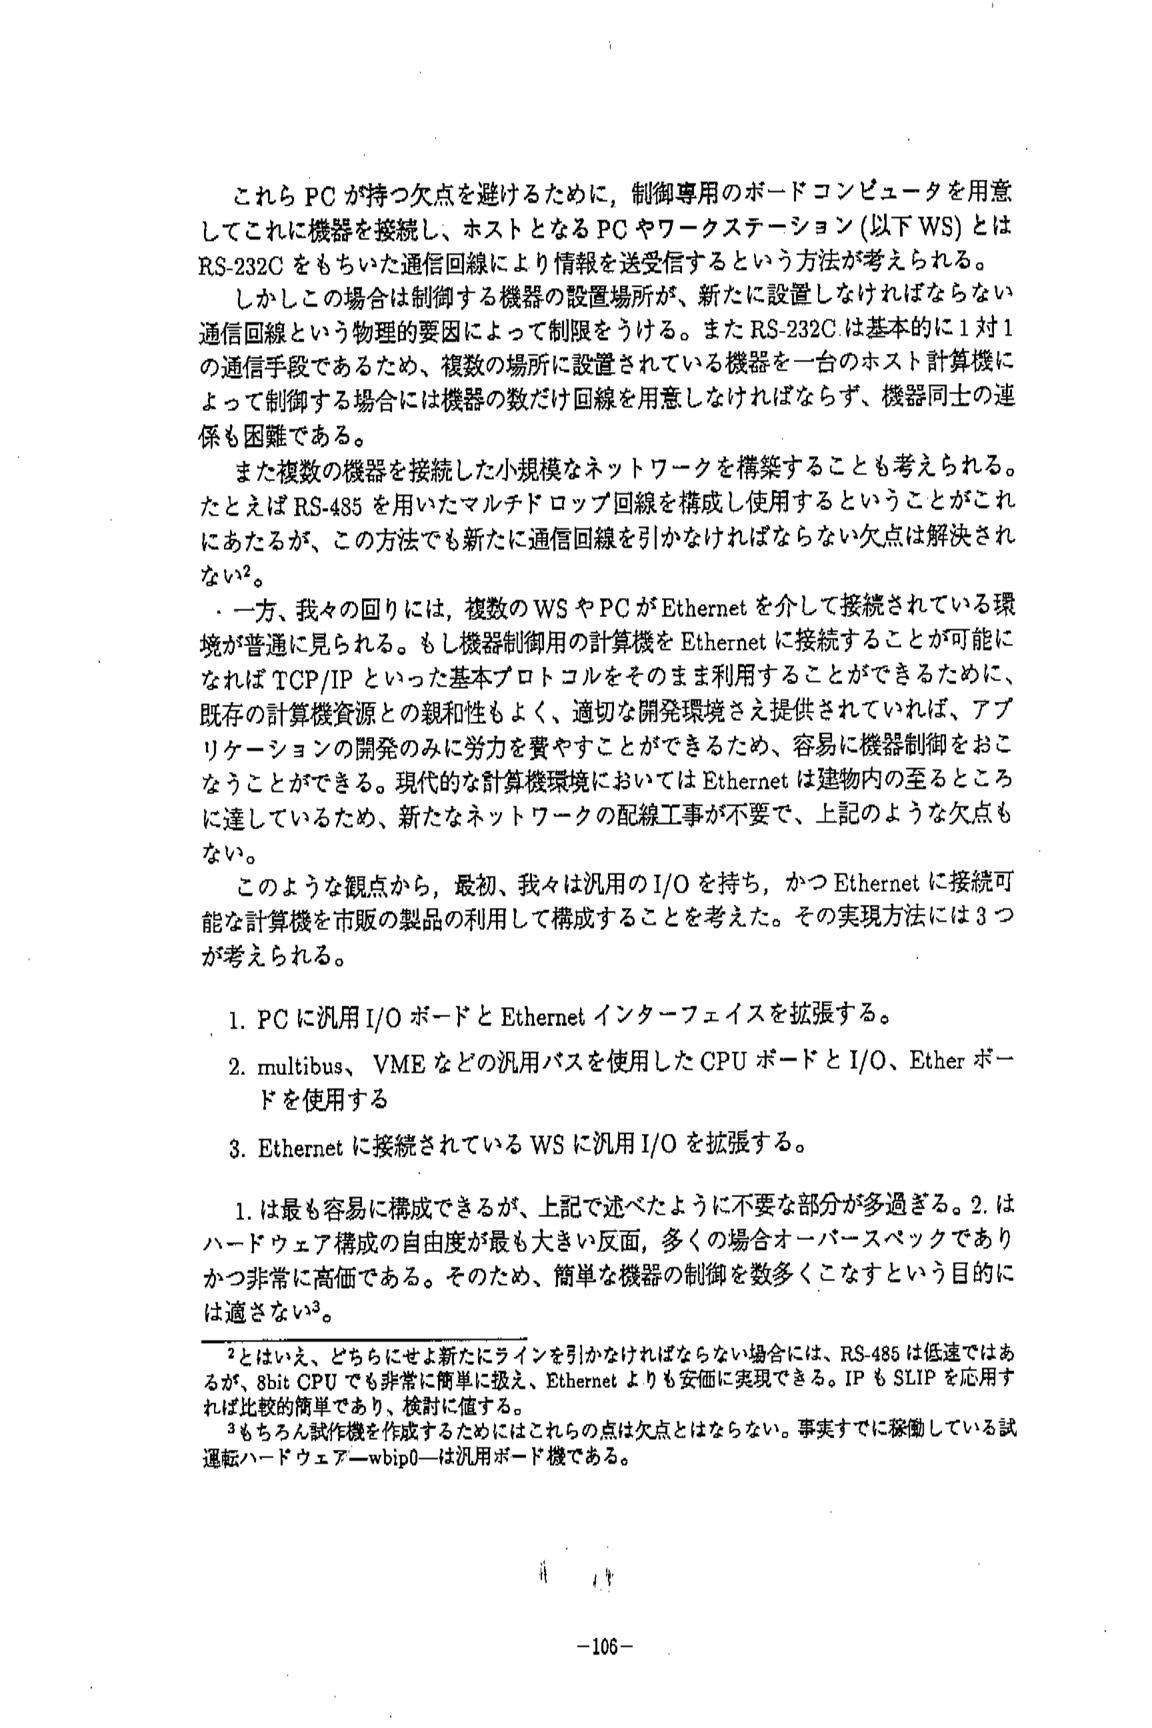 これら PC が持つ欠点を避けるために, 制御専用のボードコンピュータを用意
してこれに機器を接続し、ホストとなる PC やワークステーション (以下 WS) とは
RS-232C をもちいた通信回線により情報を送受信するという方法が考えられる。
しかしこの場合は制御する機器の設置場所が、新たに設置しなければならない
通信回線という物理的要因によって制限をうける。また RS-232C は基本的に 1 対 1
の通信手段であるため、複数の場所に設置されている機器を一台のホスト計算機に
よって制御する場合には機器の数だけ回線を用意しなければならず、機器同士の連
係も困難である。
また複数の機器を接続した小規模なネットワークを構築することも考えられる。
たとえば RS-485 を用いたマルチドロップ回線を構成し使用するということがこれ
にあたるが、この方法でも新たに通信回線を引かなければならない欠点は解決され
ない²。
一方、我々の回りには, 複数の WS や PC が Ethernet を介して接続されている環
境が普通に見られる。もし機器制御用の計算機を Ethernet に接続することが可能に
なれば TCP/IP といった基本プロトコルをそのまま利用することができるために、
既存の計算機資源との親和性もよく、適切な開発環境さえ提供されていれば、アプ
リケーションの開発のみに労力を費やすことができるため、容易に機器制御をおこ
なうことができる。現代的な計算機環境においては Ethernet は建物内の至るところ
に達しているため、新たなネットワークの配線工事が不要で、上記のような欠点も
ない。
このような観点から, 最初、我々は汎用の I/O を持ち, かつ Ethernet に接続可
能な計算機を市販の製品の利用して構成することを考えた。その実現方法には 3 つ
が考えられる。
1. PC に汎用 I/O ボードと Ethernet インターフェイスを拡張する。
2. multibus、 VME などの汎用バスを使用した CPU ボードと I/O、Ether ボー
ドを使用する
3. Ethernet に接続されている WS に汎用 I/O を拡張する。
1. は最も容易に構成できるが、上記で述べたように不要な部分が多過ぎる。2. は
ハードウェア構成の自由度が最も大きい反面, 多くの場合オーバースペックであり
かつ非常に高価である。そのため、簡単な機器の制御を数多くこなすという目的に
は適さない³。
²とはいえ、どちらにせよ新たにラインを引かなければならない場合には、RS-485 は低速ではあ
るが、8bit CPU でも非常に簡単に扱え、Ethernet よりも安価に実現できる。IP も SLIP を応用す
れば比較的簡単であり、検討に値する。
³もちろん試作機を作成するためにはこれらの点は欠点とはならない。事実すでに稼働している試
運転ハードウェア—wbip0—は汎用ボード機である。
−106−